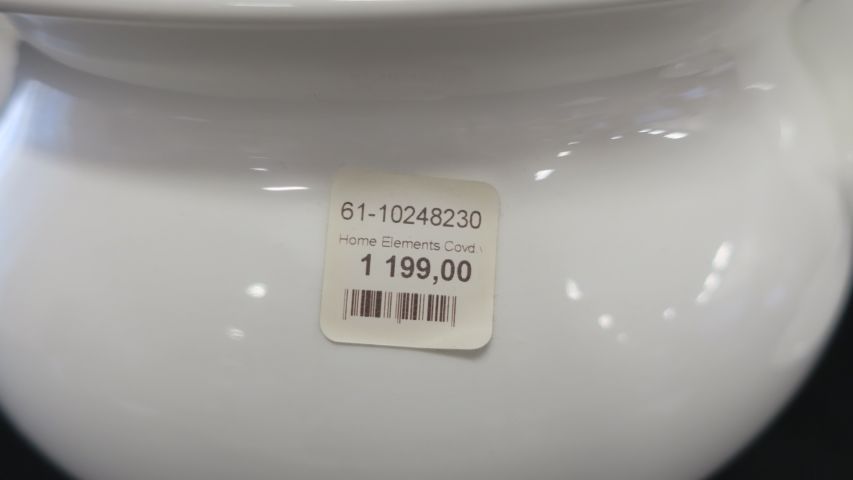 61-10248230
Home Elements Covd.
1 199,00